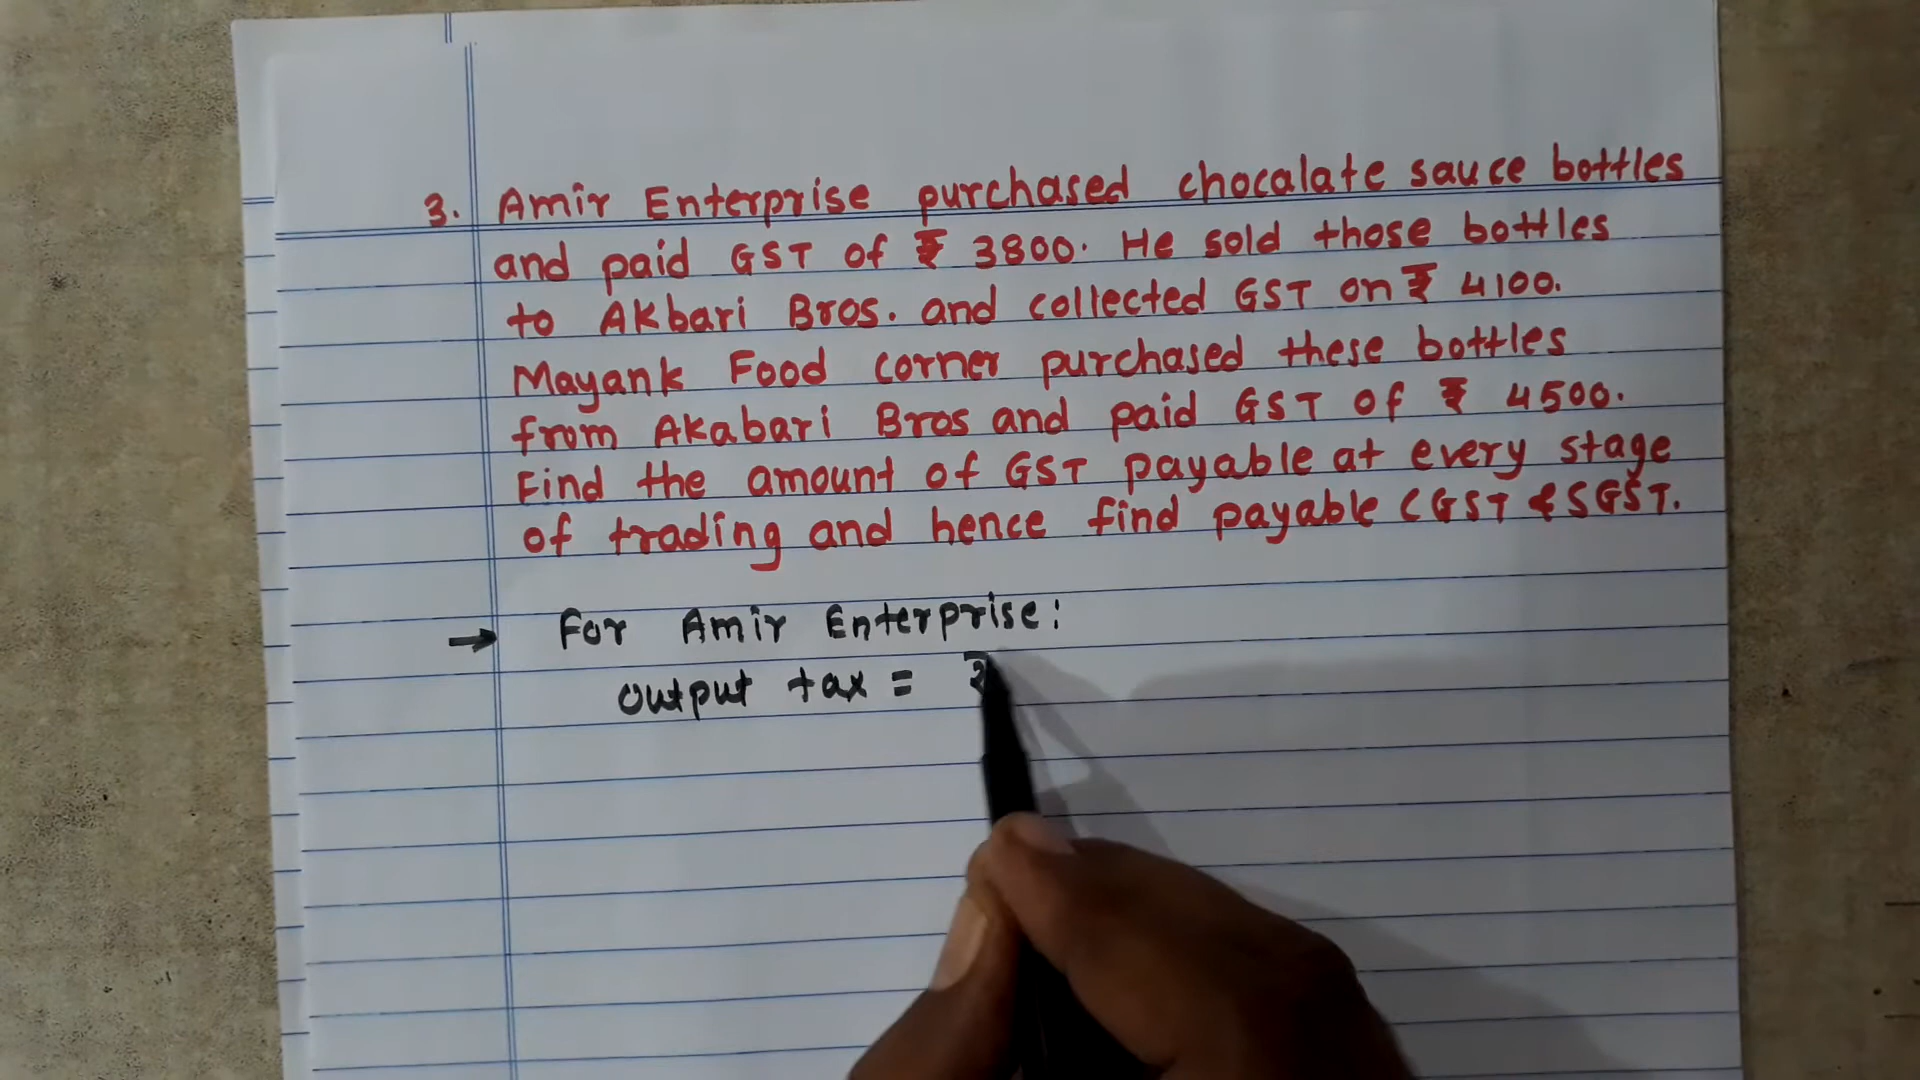 3. Amir Enterprise purchased chocalate sauce bottles
and paid GST of ₹ 3800. He sold those bottles
to Akbari Bros. and collected GST on ₹ 4100.
Mayank Food corner purchased these bottles
from Akabari Bros and paid GST of ₹ 4500.
Find the amount of GST payable at every stage
of trading and hence find payable CGST & SGST.
→ For Amir Enterprise:
output tax = ₹